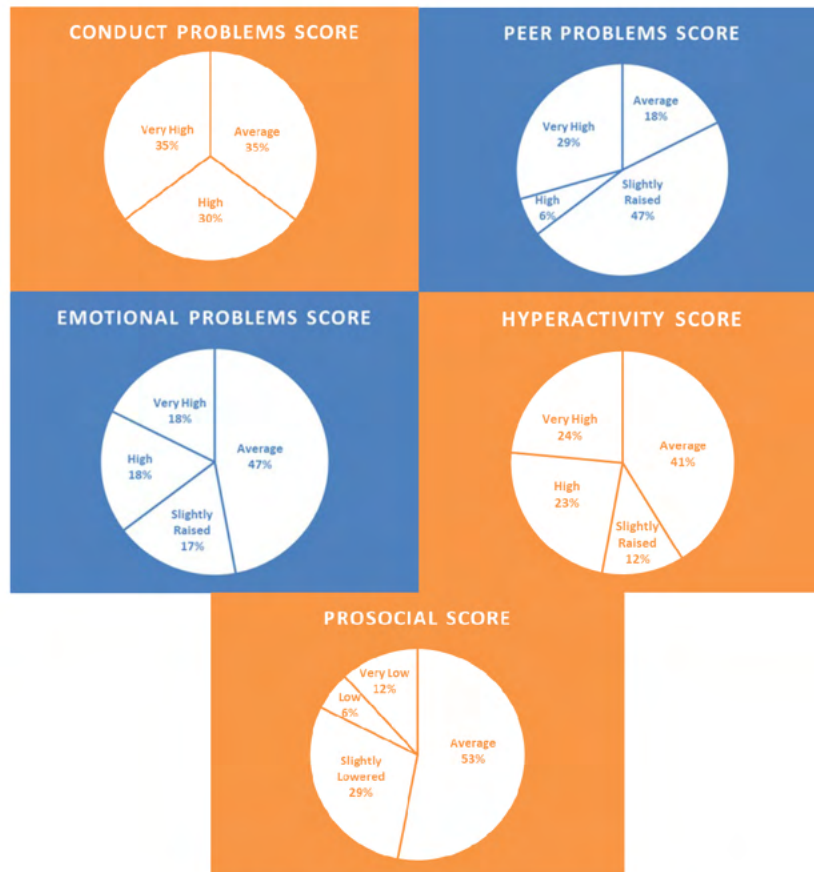 CONDUCT PROBLEMS SCORE
Very High
35%
Average
35%
High
30%
PEER PROBLEMS SCORE
Average
18%
Very High
29%
Slightly
Raised
47%
High
6%
EMOTIONAL PROBLEMS SCORE
Very High
18%
Average
47%
High
18%
Slightly
Raised
17%
HYPERACTIVITY SCORE
Very High
24%
Average
41%
High
23%
Slightly
Raised
12%
PROSOCIAL SCORE
Very Low
12%
Low
6%
Average
53%
Slightly
Lowered
29%